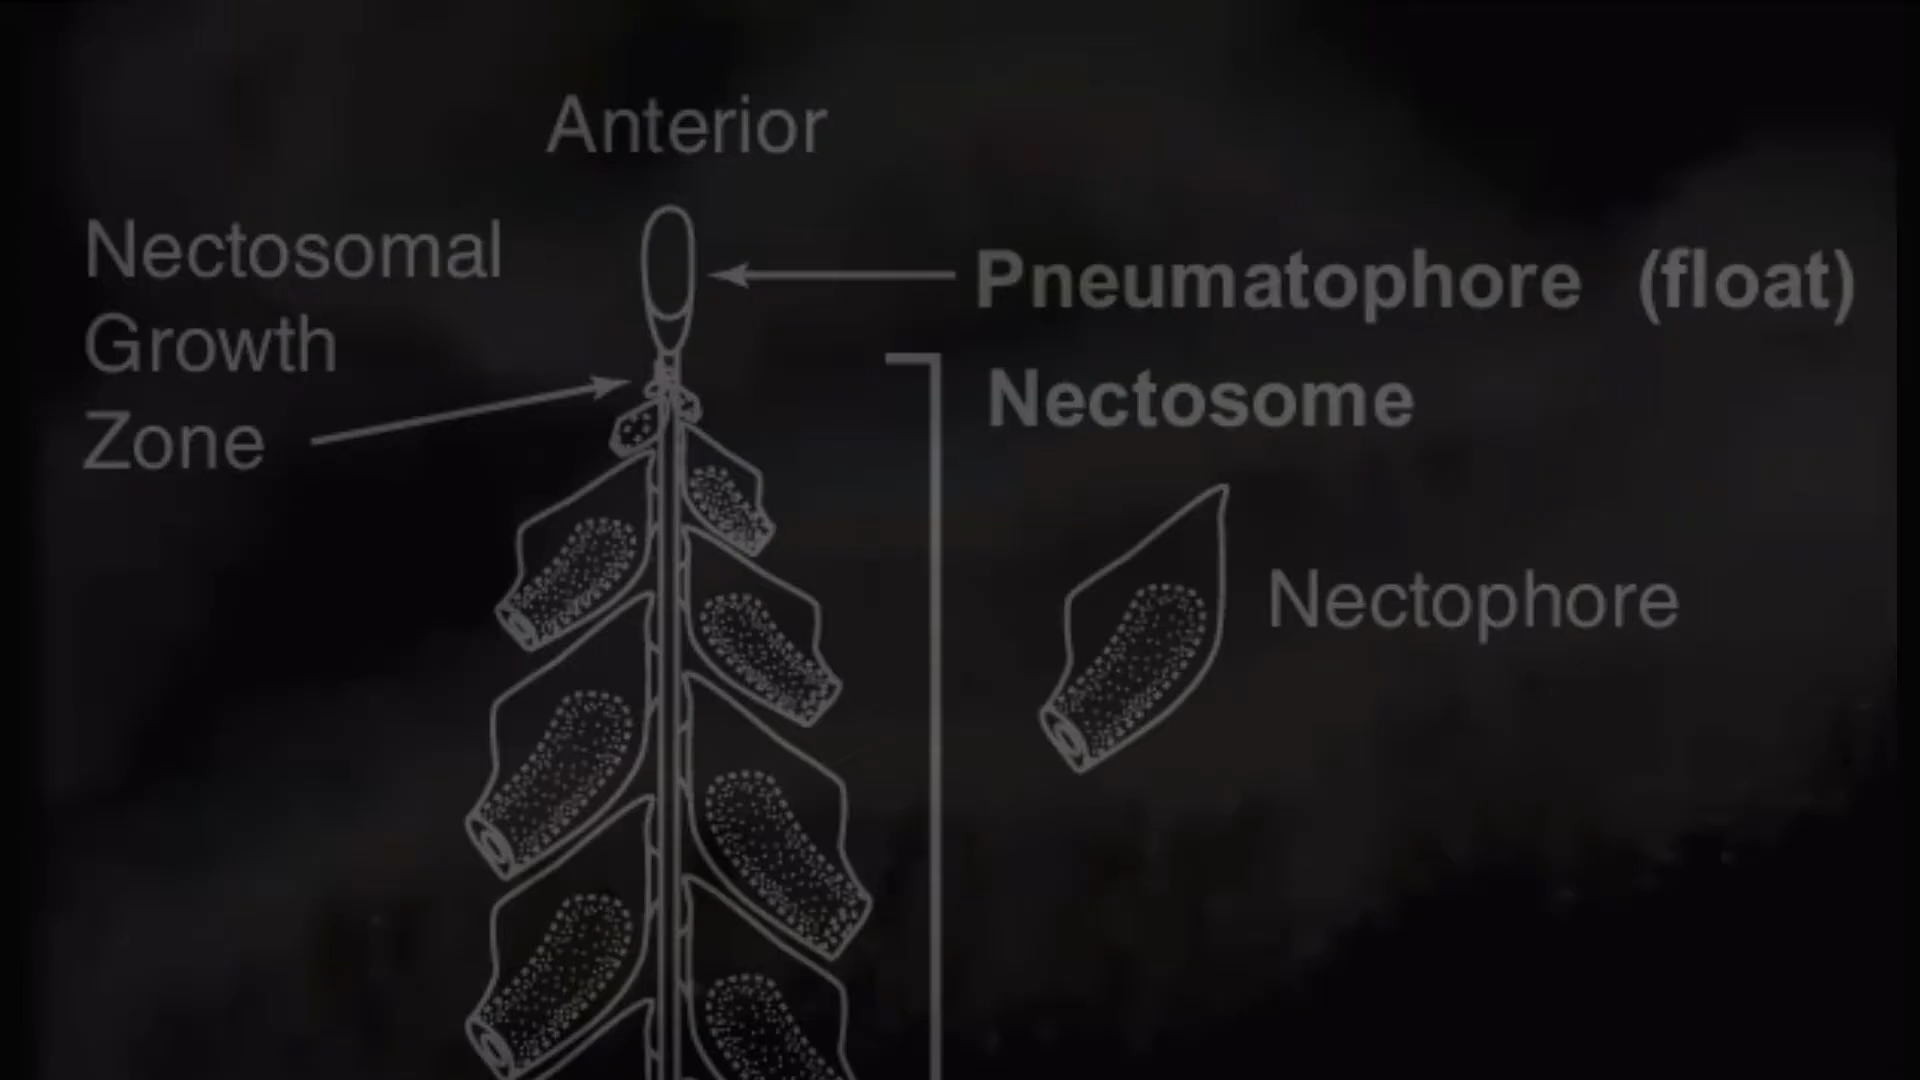 Anterior
Nectosomal
Growth
Zone
Pneumatophore (float)
Nectosome
Nectophore